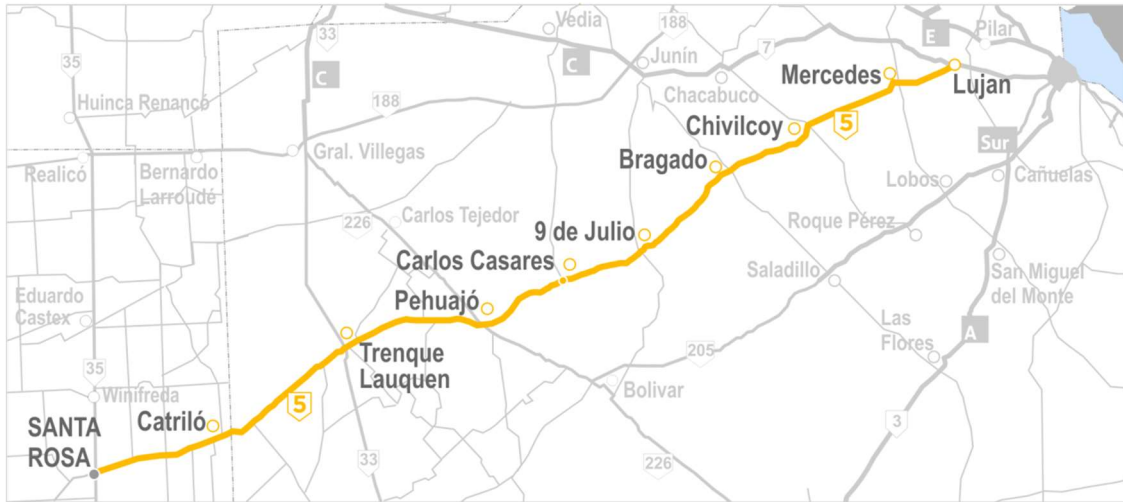 Vedia
188
E
Pilar
33
35
C
C
Junín
7
Mercedes
Lujan
Huinca Renancó
188
Chacabuco
Chivilcoy
5
Gral. Villegas
Bragado
Sur
Realicó
Bernardo
Larroudé
Lobos
Cañuelas
226
Carlos Tejedor
9 de Julio
Roque Pérez
Carlos Casares
Saladillo
San Miguel
del Monte
Eduardo
Castex
Pehuajó
Las
Flores
A
35
Trenque
Lauquen
205
Winifreda
5
Bolivar
Catriló
3
SANTA
ROSA
33
226